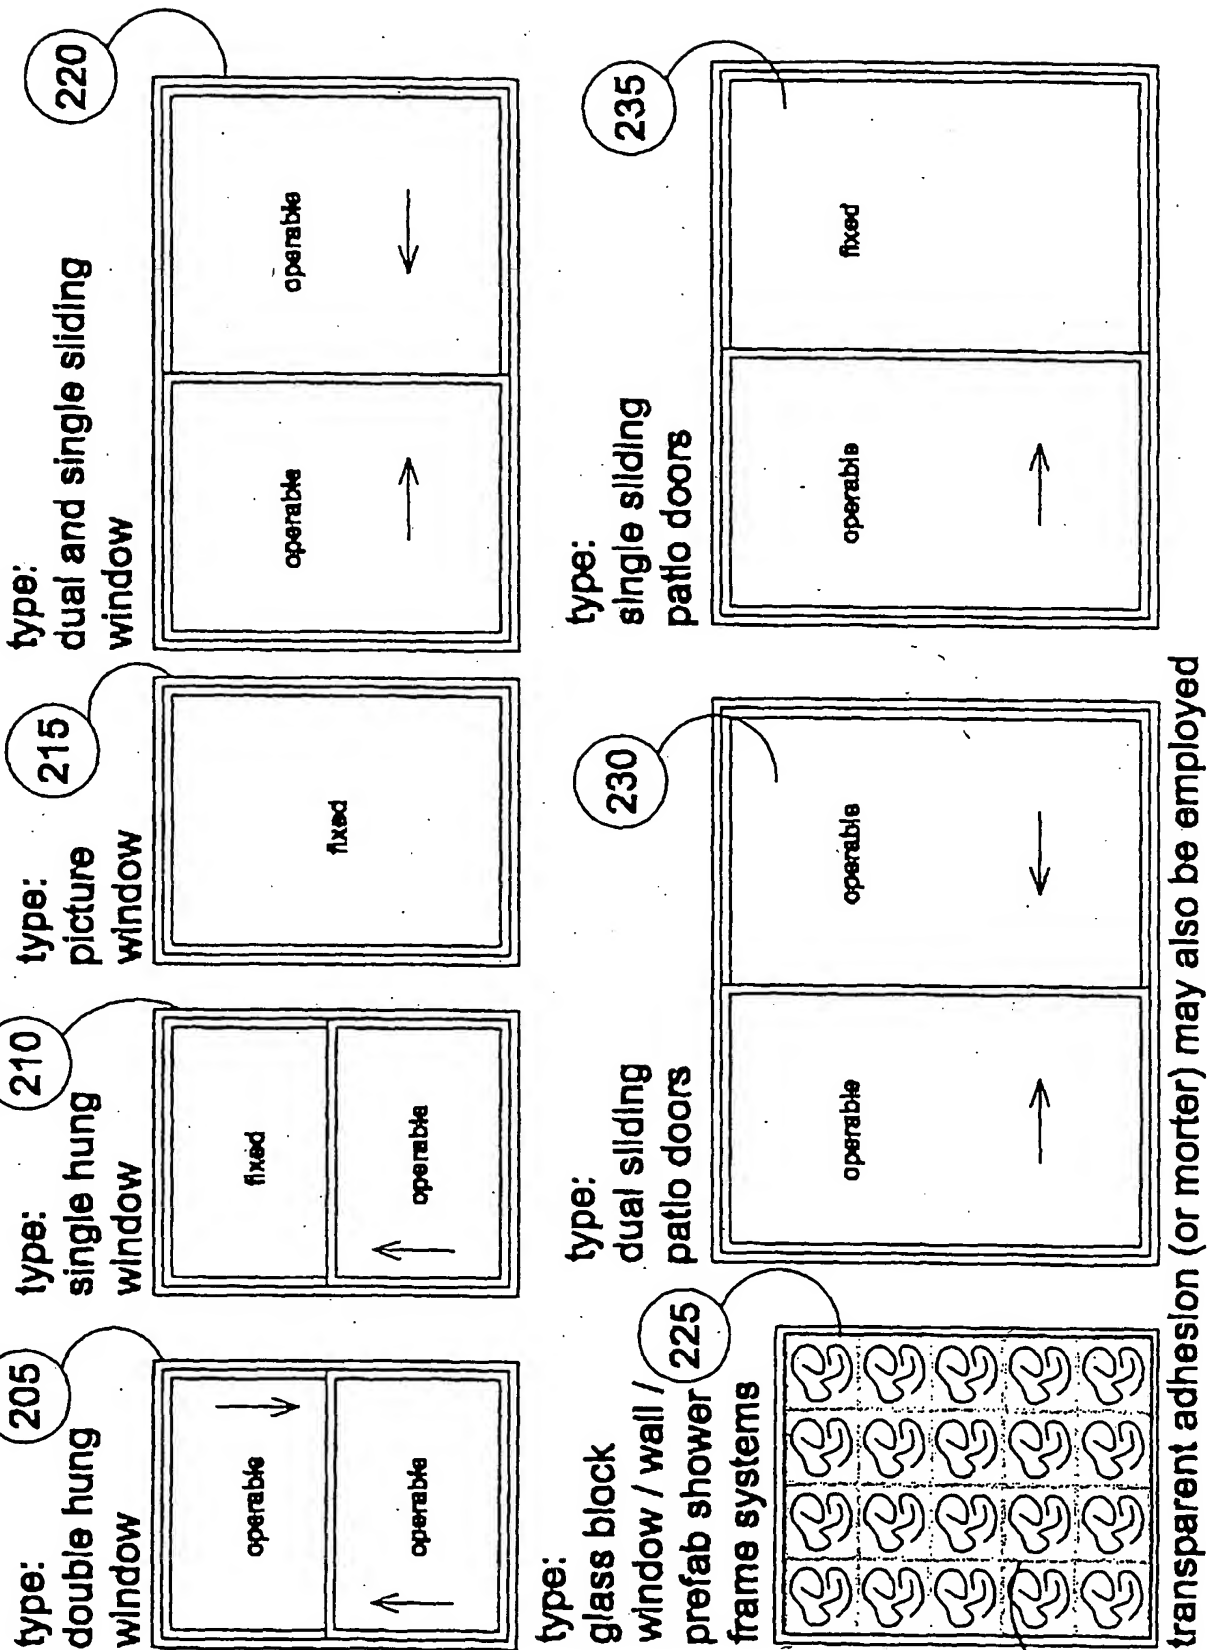 type:
double hung
window
205
operable
operable
type:
single hung
window
210
fixed
operable
type:
picture
window
215
fixed
type:
dual and single sliding
window
220
operable
operable
type:
glass block
window / wall /
prefab shower
frame systems
225
type:
dual sliding
patio doors
230
operable
operable
type:
single sliding
patio doors
235
operable
fixed
transparent adhesion (or morter) may also be employed